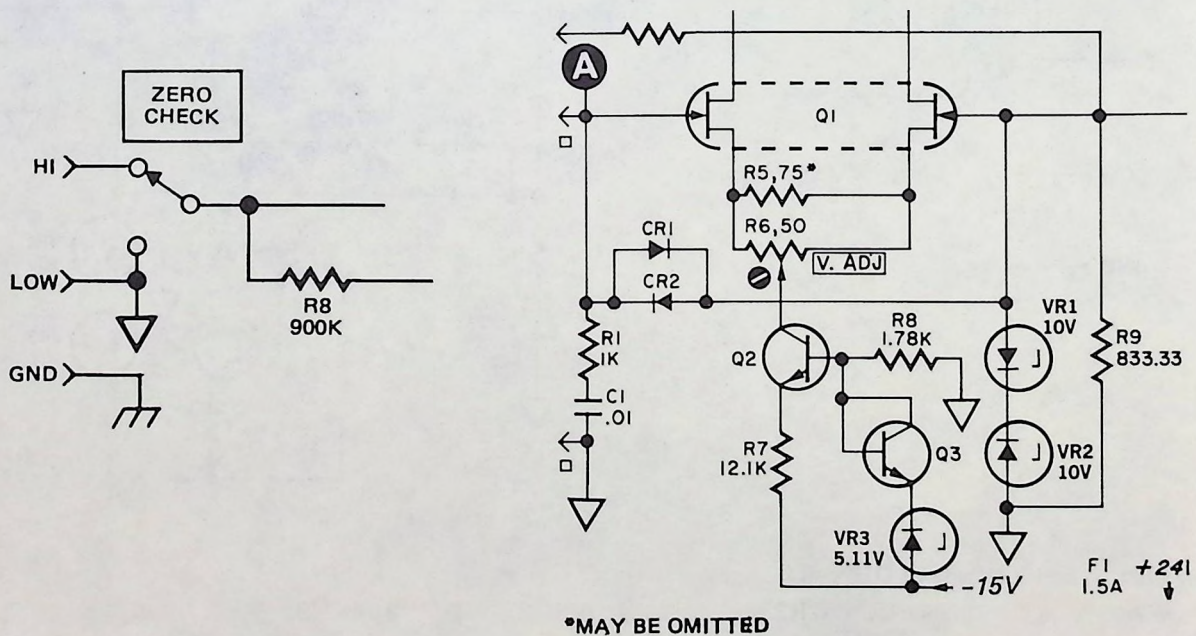 ZERO
CHECK
HI
LOW
R8
900K
GND
A
Q1
R5,75*
R6,50
V. ADJ
CR1
CR2
R1
1K
C1
.01
Q2
R8
1.78K
R7
12.1K
Q3
VR3
5.11V
-15V
VR1
10V
VR2
10V
R9
833.33
F1
1.5A
+24
*MAY BE OMITTED